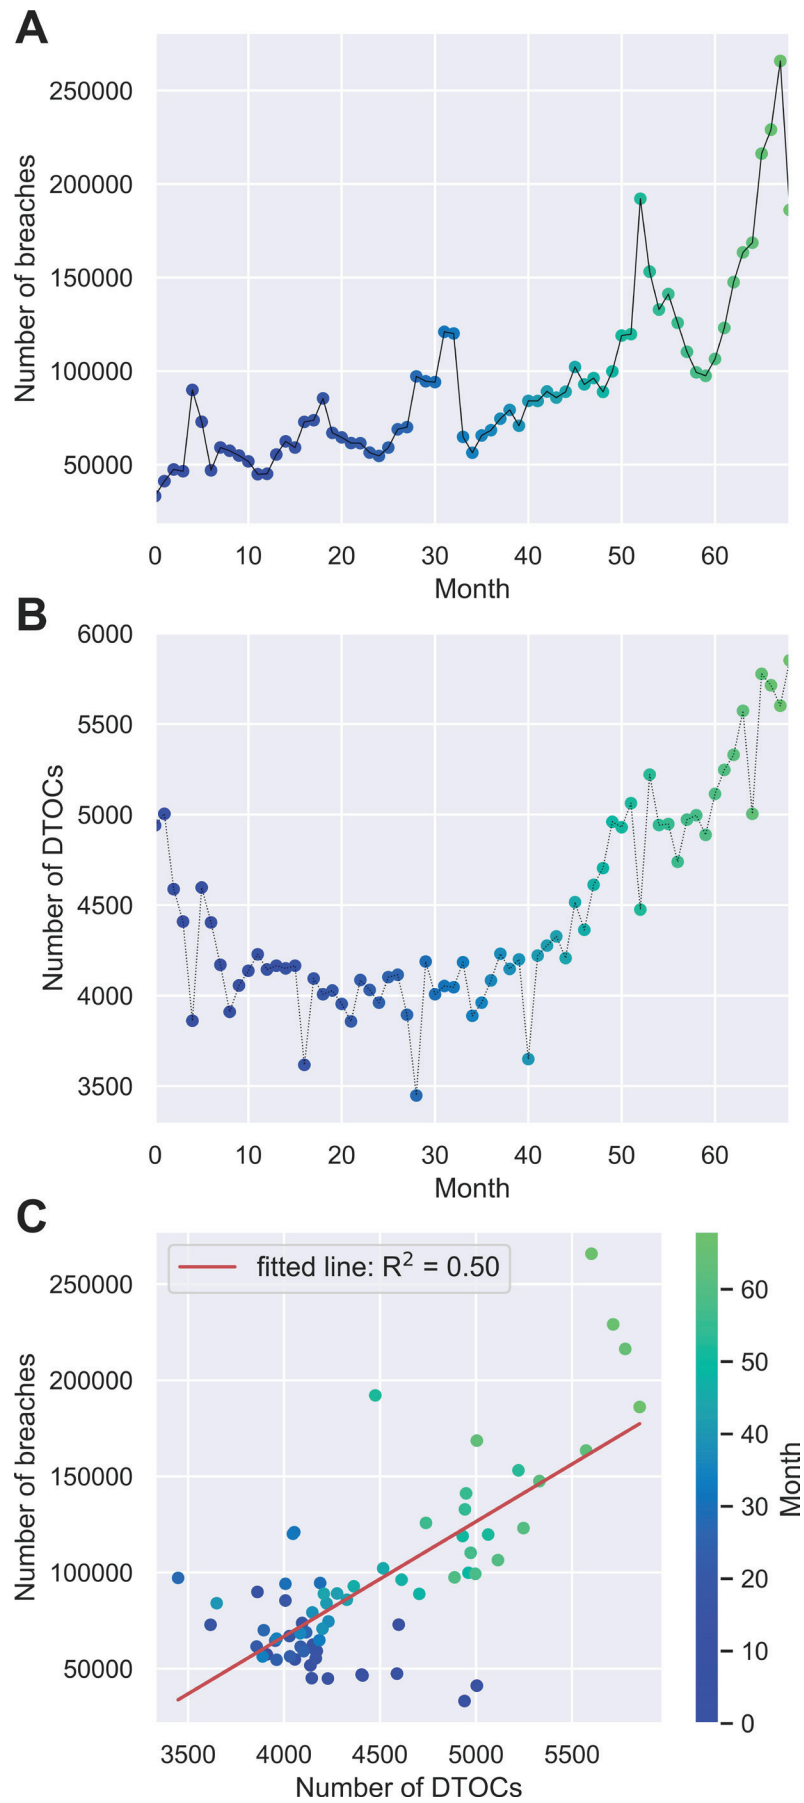 A
250000
200000
150000
100000
50000
Number of breaches
0 10 20 30 40 50 60
Month
B
6000
5500
5000
4500
4000
3500
Number of DTOCs
0 10 20 30 40 50 60
Month
C
fitted line: R² = 0.50
250000
200000
150000
100000
50000
Number of breaches
3500 4000 4500 5000 5500
Number of DTOCs
60
50
40
30
20
10
0
Month